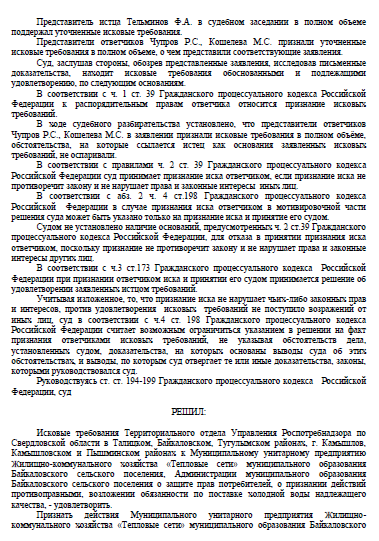 Представитель истца Тельминов Ф.А. в судебном заседании в полном объеме
поддержал уточненные исковые требования.
Представители ответчиков Чупров Р.С., Кошелева М.С. признали уточненные
исковые требования в полном объеме, о чем представили соответствующие заявления.
Суд, заслушав стороны, обозрев представленные заявления, исследовав письменные
доказательства, находит исковые требования обоснованными и подлежащими
удовлетворению, по следующим основаниям.
В соответствии с ч. 1 ст. 39 Гражданского процессуального кодекса Российской
Федерации к распорядительным правам ответчика относится признание исковых
требований.
В ходе судебного разбирательства установлено, что представители ответчиков
Чупров Р.С., Кошелева М.С. в заявлении признали исковые требования в полном объёме,
обстоятельства, на которые ссылается истец как основания заявленных исковых
требований, не оспаривали.
В соответствии с правилами ч. 2 ст. 39 Гражданского процессуального кодекса
Российской Федерации суд принимает признание иска ответчиком, если признание иска не
противоречит закону и не нарушает права и законные интересы иных лиц.
В соответствии с абз. 2 ч. 4 ст.198 Гражданского процессуального кодекса
Российской Федерации в случае признания иска ответчиком в мотивировочной части
решения суда может быть указано только на признание иска и принятие его судом.
Судом не установлено наличие оснований, предусмотренных ч. 2 ст.39 Гражданского
процессуального кодекса Российской Федерации, для отказа в принятии признания иска
ответчиком, поскольку признание не противоречит закону и не нарушает права и законные
интересы других лиц.
В соответствии с ч.3 ст.173 Гражданского процессуального кодекса Российской
Федерации при признании ответчиком иска и принятии его судом принимается решение об
удовлетворении заявленных истцом требований.
Учитывая изложенное, то, что признание иска не нарушает чьих-либо законных прав
и интересов, против удовлетворения исковых требований не поступило возражений от
иных лиц, суд в соответствии с ч.4 ст. 198 Гражданского процессуального кодекса
Российской Федерации считает возможным ограничиться указанием в решении на факт
признания ответчиками исковых требований, не указывая обстоятельств дела,
установленных судом, доказательства, на которых основаны выводы суда об этих
обстоятельствах, и выводы, по которым суд отвергает те или иные доказательства, законы,
которыми руководствовался суд.
Руководствуясь ст. ст. 194-199 Гражданского процессуального кодекса Российской
Федерации, суд
РЕШИЛ:
Исковые требования Территориального отдела Управления Роспотребнадзора по
Свердловской области в Талицком, Байкаловском, Тугулымском районах, г. Камышлов,
Камышловском и Пышминском районах к Муниципальному унитарному предприятию
Жилищно-коммунального хозяйства «Тепловые сети» муниципального образования
Байкаловского сельского поселения, Администрации муниципального образования
Байкаловского сельского поселения о защите прав потребителей, о признании действий
противоправными, возложении обязанности по поставке холодной воды надлежащего
качества, - удовлетворить.
Признать действия Муниципального унитарного предприятия Жилищно-
коммунального хозяйства «Тепловые сети» муниципального образования Байкаловского